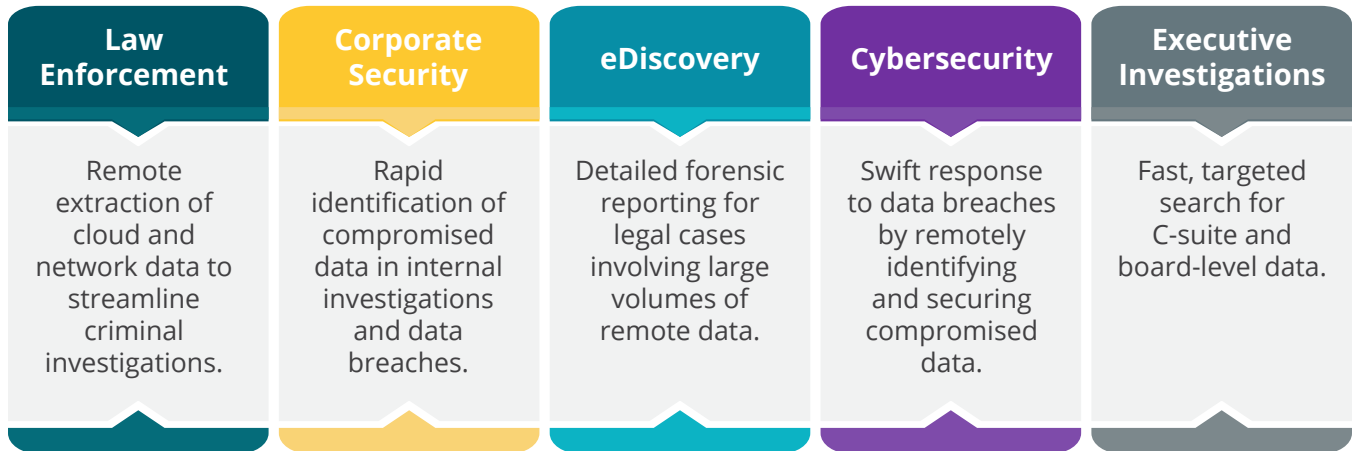 Law
Enforcement
Remote
extraction of
cloud and
network data to
streamline
criminal
investigations.
Corporate
Security
Rapid
identification of
compromised
data in internal
investigations
and data
breaches.
eDiscovery
Detailed forensic
reporting for
legal cases
involving large
volumes of
remote data.
Cybersecurity
Swift response
to data breaches
by remotely
identifying
and securing
compromised
data.
Executive
Investigations
Fast, targeted
search for
C-suite and
board-level data.